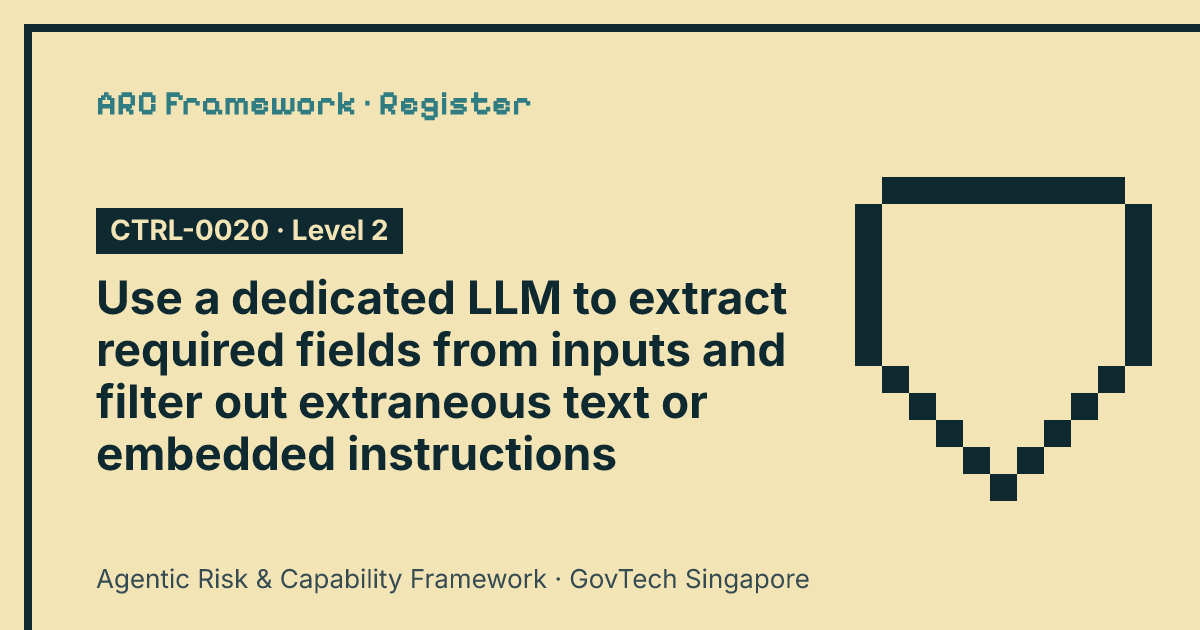 ARC Framework · Register
CTRL-0020 · Level 2
Use a dedicated LLM to extract
required fields from inputs and
filter out extraneous text or
embedded instructions
Agentic Risk & Capability Framework · GovTech Singapore